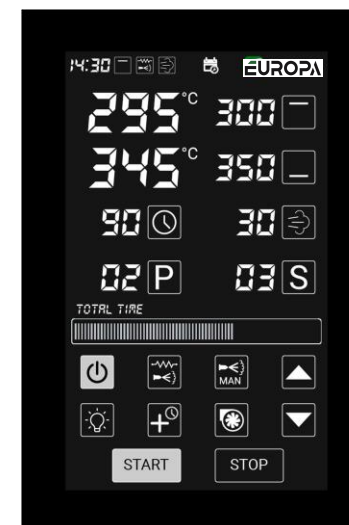 14:30 EUROPA
295°C 300
345°C 350
90 30
02 P 03 S
TOTAL TIME
MAN
START STOP